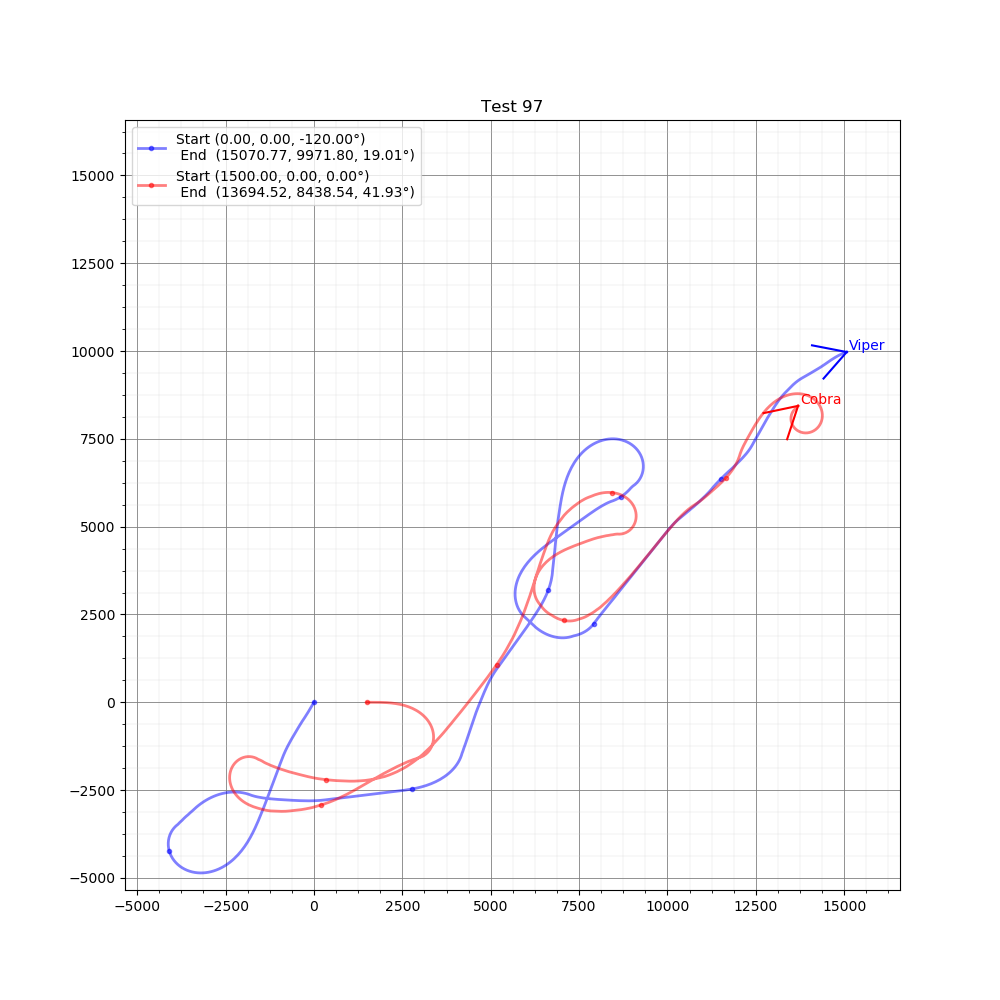 Test 97
Start (0.00, 0.00, -120.00°)
End  (15070.77, 9971.80, 19.01°)
Start (1500.00, 0.00, 0.00°)
End  (13694.52, 8438.54, 41.93°)
15000
12500
10000
7500
5000
2500
0
−2500
−5000
Viper
Cobra
−5000 −2500 0 2500 5000 7500 10000 12500 15000